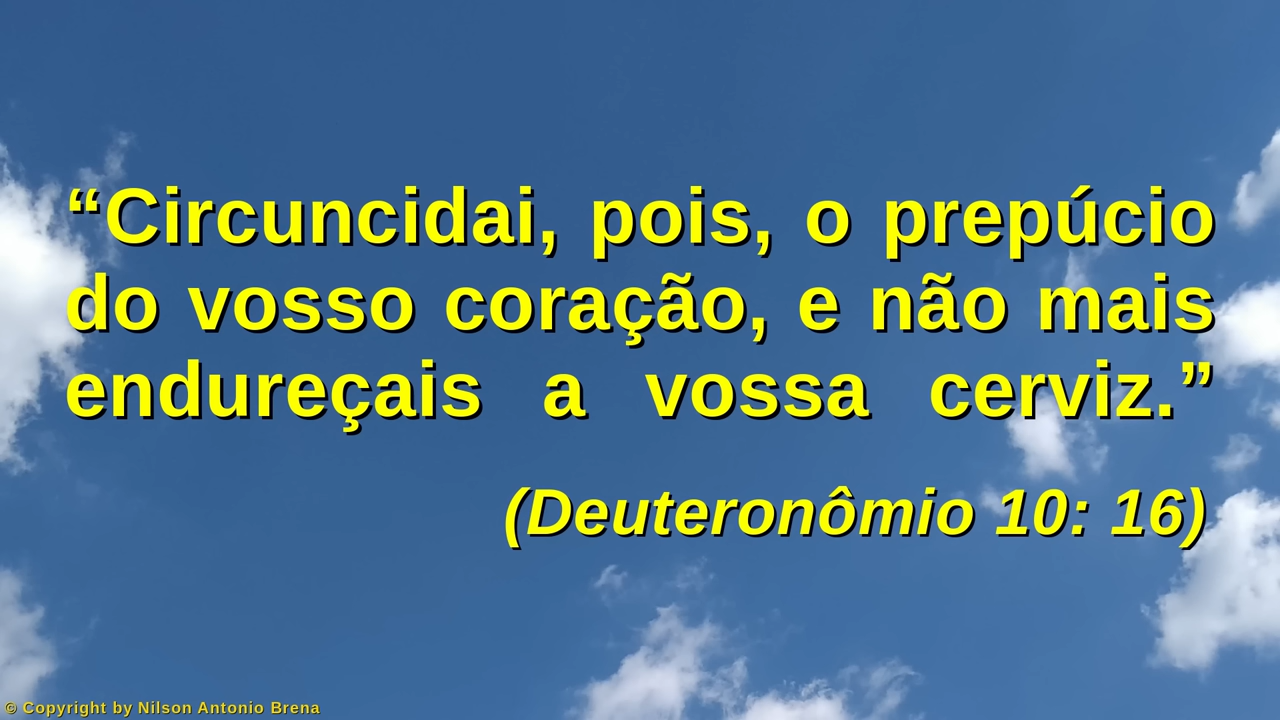 “Circuncidai, pois, o prepúcio
do vosso coração, e não mais
endureçais a vossa cerviz.”
(Deuteronômio 10: 16)
© Copyright by Nilson Antonio Brena